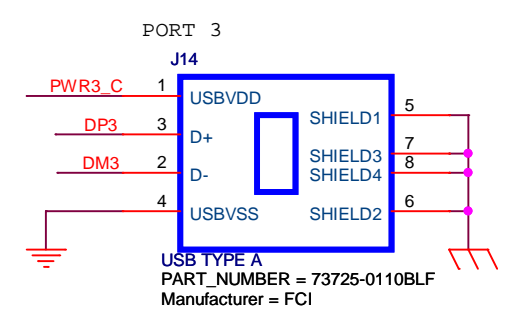 PORT 3
J14
PWR3_C 1 USBVDD SHIELD1 5
DP3 3 D+ SHIELD3 7
DM3 2 D- SHIELD4 8
4 USBVSS SHIELD2 6
USB TYPE A
PART_NUMBER = 73725-0110BLF
Manufacturer = FCI